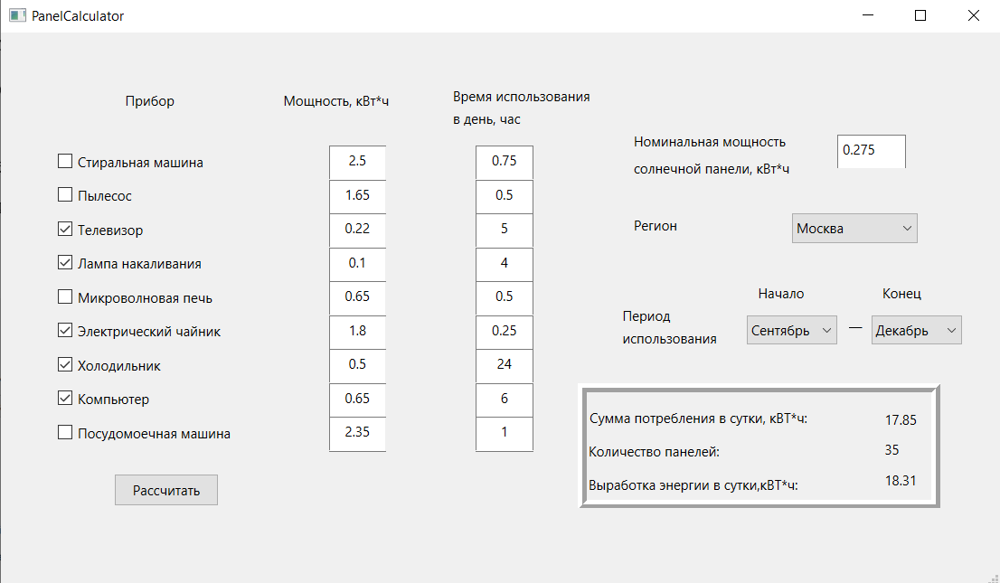 PanelCalculator
Прибор
Мощность, кВт*ч
Время использования
в день, час
Стиральная машина
2.5
0.75
Пылесос
1.65
0.5
Телевизор
0.22
5
Лампа накаливания
0.1
4
Микроволновая печь
0.65
0.5
Электрический чайник
1.8
0.25
Холодильник
0.5
24
Компьютер
0.65
6
Посудомоечная машина
2.35
1
Рассчитать
Номинальная мощность
солнечной панели, кВт*ч
0.275
Регион
Москва
Начало
Конец
Период
использования
Сентябрь
—
Декабрь
Сумма потребления в сутки, кВТ*ч:
17.85
Количество панелей:
35
Выработка энергии в сутки,кВТ*ч:
18.31